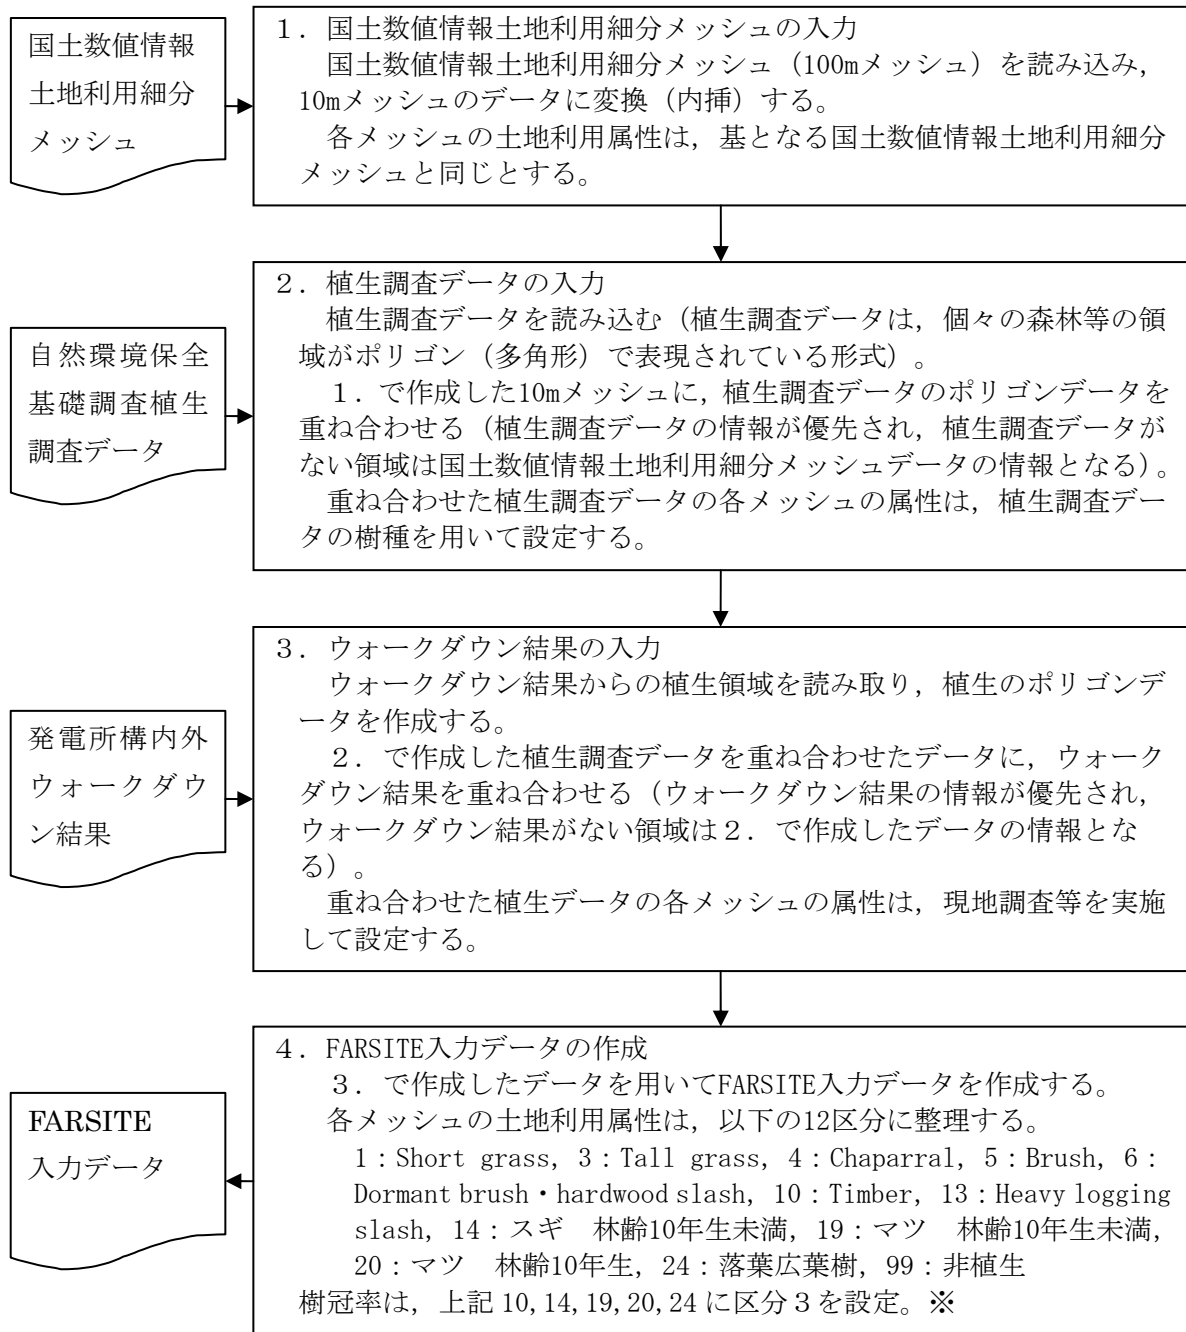 国土数値情報
土地利用細分
メッシュ
１．国土数値情報土地利用細分メッシュの入力
国土数値情報土地利用細分メッシュ（100mメッシュ）を読み込み，
10mメッシュのデータに変換（内挿）する。
各メッシュの土地利用属性は，基となる国土数値情報土地利用細分
メッシュと同じとする。
自然環境保全
基礎調査植生
調査データ
２．植生調査データの入力
植生調査データを読み込む（植生調査データは，個々の森林等の領
域がポリゴン（多角形）で表現されている形式）。
１．で作成した10mメッシュに，植生調査データのポリゴンデータを
重ね合わせる（植生調査データの情報が優先され，植生調査データが
ない領域は国土数値情報土地利用細分メッシュデータの情報となる）。
重ね合わせた植生調査データの各メッシュの属性は，植生調査デー
タの樹種を用いて設定する。
発電所構内外
ウォークダウ
ン結果
３．ウォークダウン結果の入力
ウォークダウン結果からの植生領域を読み取り，植生のポリゴンデ
ータを作成する。
２．で作成した植生調査データを重ね合わせたデータに，ウォーク
ダウン結果を重ね合わせる（ウォークダウン結果の情報が優先され，
ウォークダウン結果がない領域は２．で作成したデータの情報とな
る）。
重ね合わせた植生データの各メッシュの属性は，現地調査等を実施
して設定する。
FARSITE
入力データ
４．FARSITE入力データの作成
３．で作成したデータを用いてFARSITE入力データを作成する。
各メッシュの土地利用属性は，以下の12区分に整理する。
1：Short grass, 3：Tall grass, 4：Chaparral, 5：Brush, 6：
Dormant brush・hardwood slash, 10：Timber, 13：Heavy logging
slash, 14：スギ　林齢10年生未満, 19：マツ　林齢10年生未満,
20：マツ　林齢10年生, 24：落葉広葉樹, 99：非植生
樹冠率は，上記 10,14,19,20,24 に区分３を設定。※